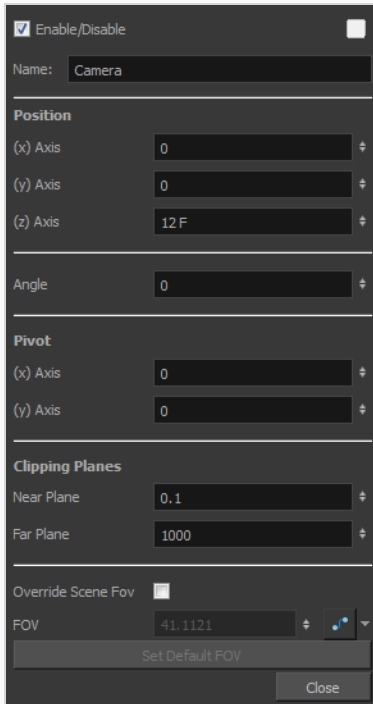 Enable/Disable
Name: Camera
Position
(x) Axis 0
(y) Axis 0
(z) Axis 12 F
Angle 0
Pivot
(x) Axis 0
(y) Axis 0
Clipping Planes
Near Plane 0.1
Far Plane 1000
Override Scene Fov
FOV 41.1121
Set Default FOV
Close